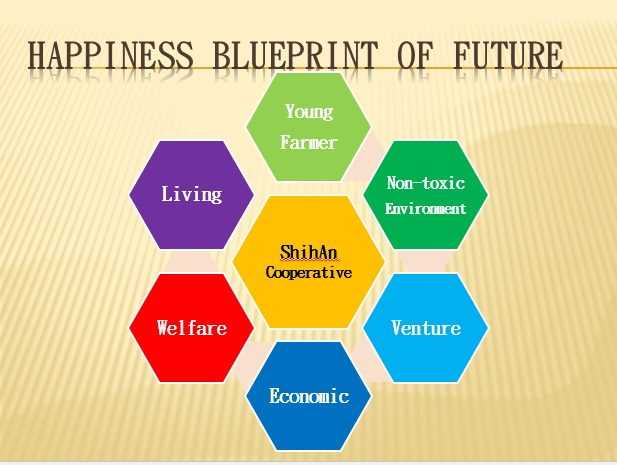 HAPPINESS BLUEPRINT OF FUTURE
Young
Farmer
Living
Non-toxic
Environment
ShihAn
Cooperative
Welfare
Venture
Economic